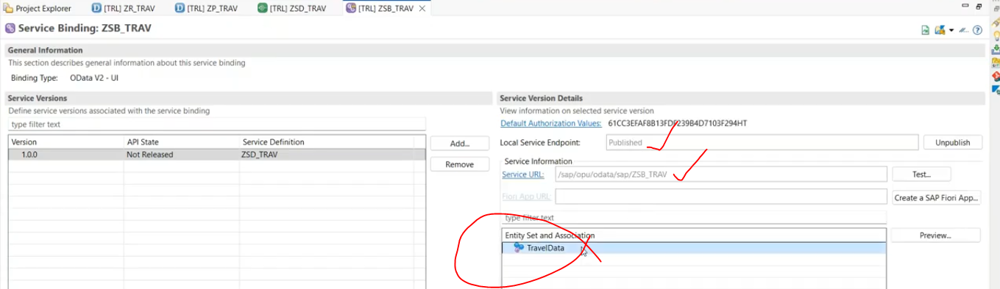 Project Explorer [TRL] ZR_TRAV [TRL] ZP_TRAV [TRL] ZSD_TRAV [TRL] ZSB_TRAV
Service Binding: ZSB_TRAV
General Information
This section describes general information about this service binding
Binding Type: OData V2 - UI
Service Versions
Define service versions associated with the service binding
type filter text
Version API State Service Definition
1.0.0 Not Released ZSD_TRAV
Add...
Remove
Service Version Details
View information on selected service version
Default Authorization Values:
Local Service Endpoint: Published Unpublish
Service Information
Service URL: /sap/opu/odata/sap/ZSB_TRAV Test...
Fiori App URL: Create a SAP Fiori App...
type filter text
Entity Set and Association Preview...
TravelData